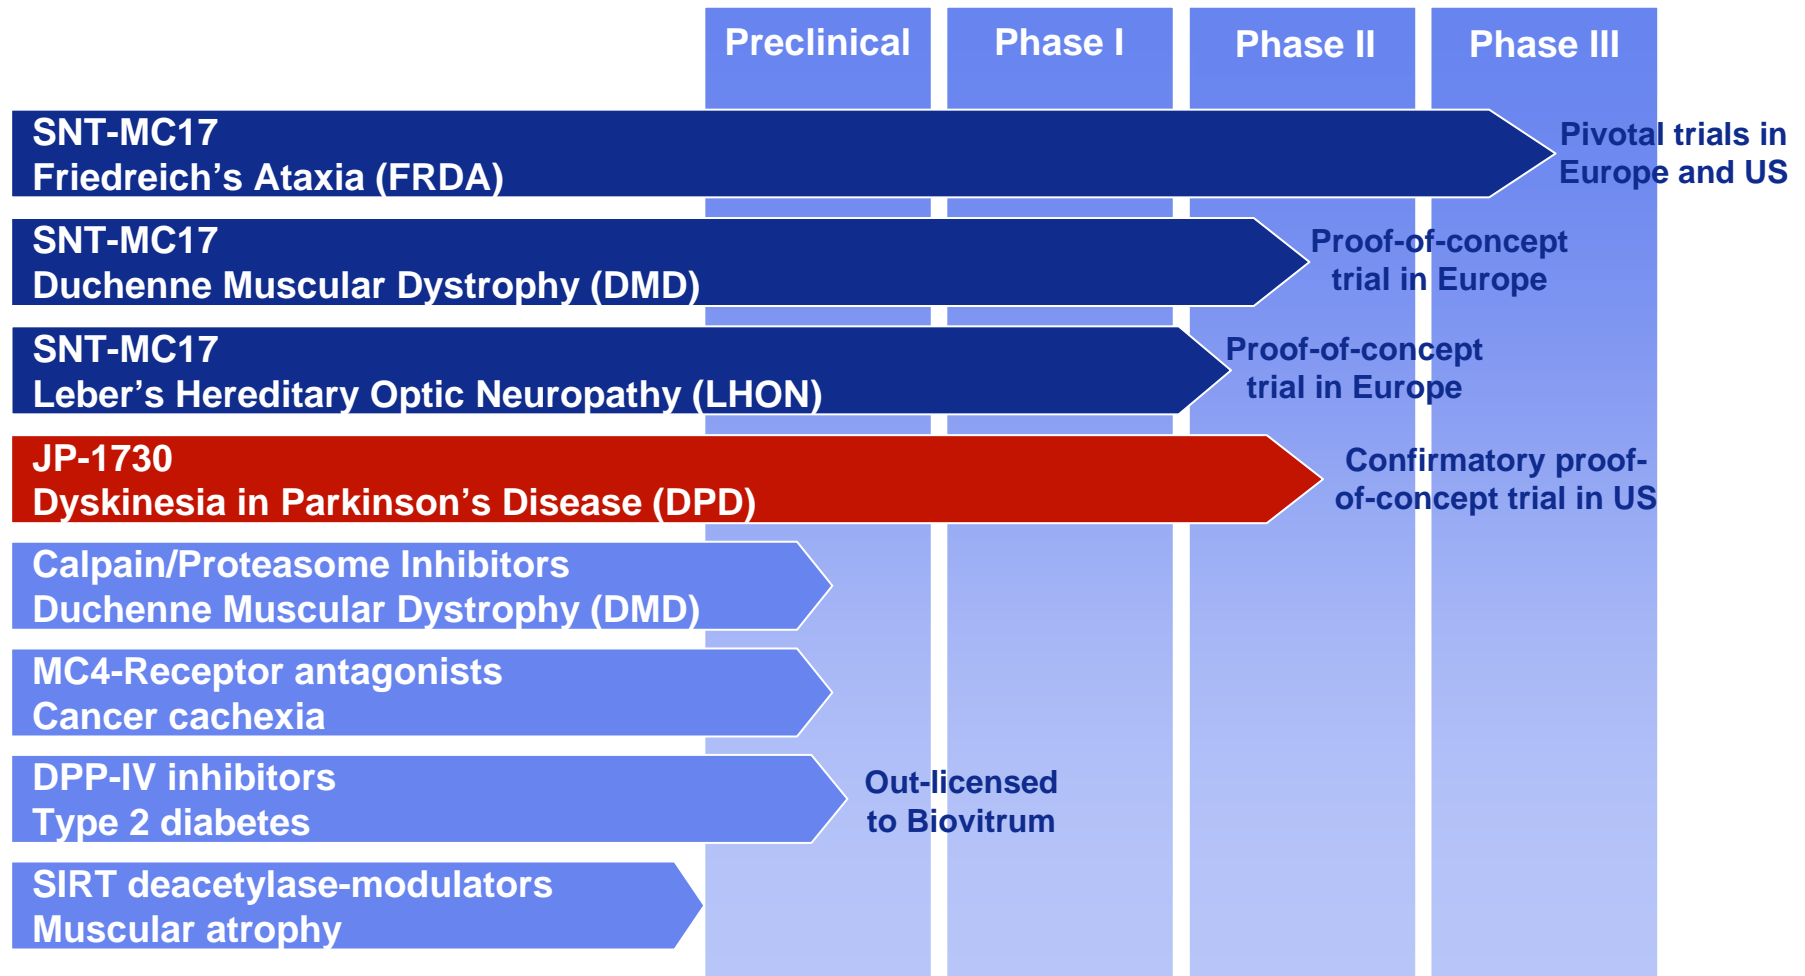 Preclinical
Phase I
Phase II
Phase III
SNT-MC17
Friedreich’s Ataxia (FRDA)
Pivotal trials in
Europe and US
SNT-MC17
Duchenne Muscular Dystrophy (DMD)
Proof-of-concept
trial in Europe
SNT-MC17
Leber’s Hereditary Optic Neuropathy (LHON)
Proof-of-concept
trial in Europe
JP-1730
Dyskinesia in Parkinson’s Disease (DPD)
Confirmatory proof-
of-concept trial in US
Calpain/Proteasome Inhibitors
Duchenne Muscular Dystrophy (DMD)
MC4-Receptor antagonists
Cancer cachexia
DPP-IV inhibitors
Type 2 diabetes
Out-licensed
to Biovitrum
SIRT deacetylase-modulators
Muscular atrophy